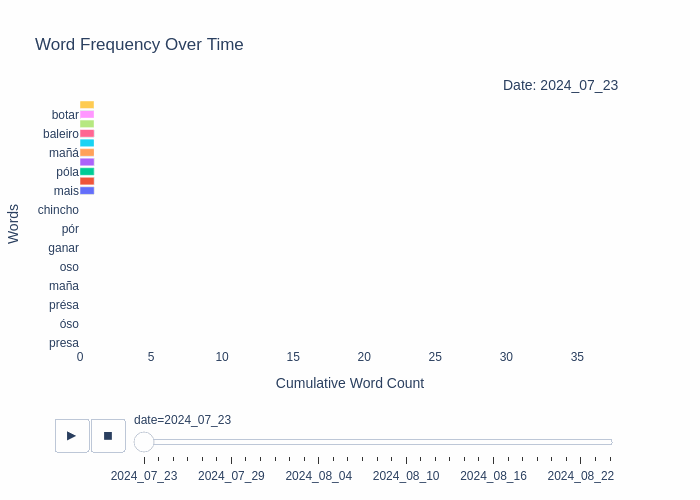 Word Frequency Over Time
Date: 2024_07_23
botar
baleiro
mañá
póla
mais
chincho
pór
ganar
oso
maña
présa
óso
presa
Words
0 5 10 15 20 25 30 35
Cumulative Word Count
date=2024_07_23
2024_07_23 2024_07_29 2024_08_04 2024_08_10 2024_08_16 2024_08_22